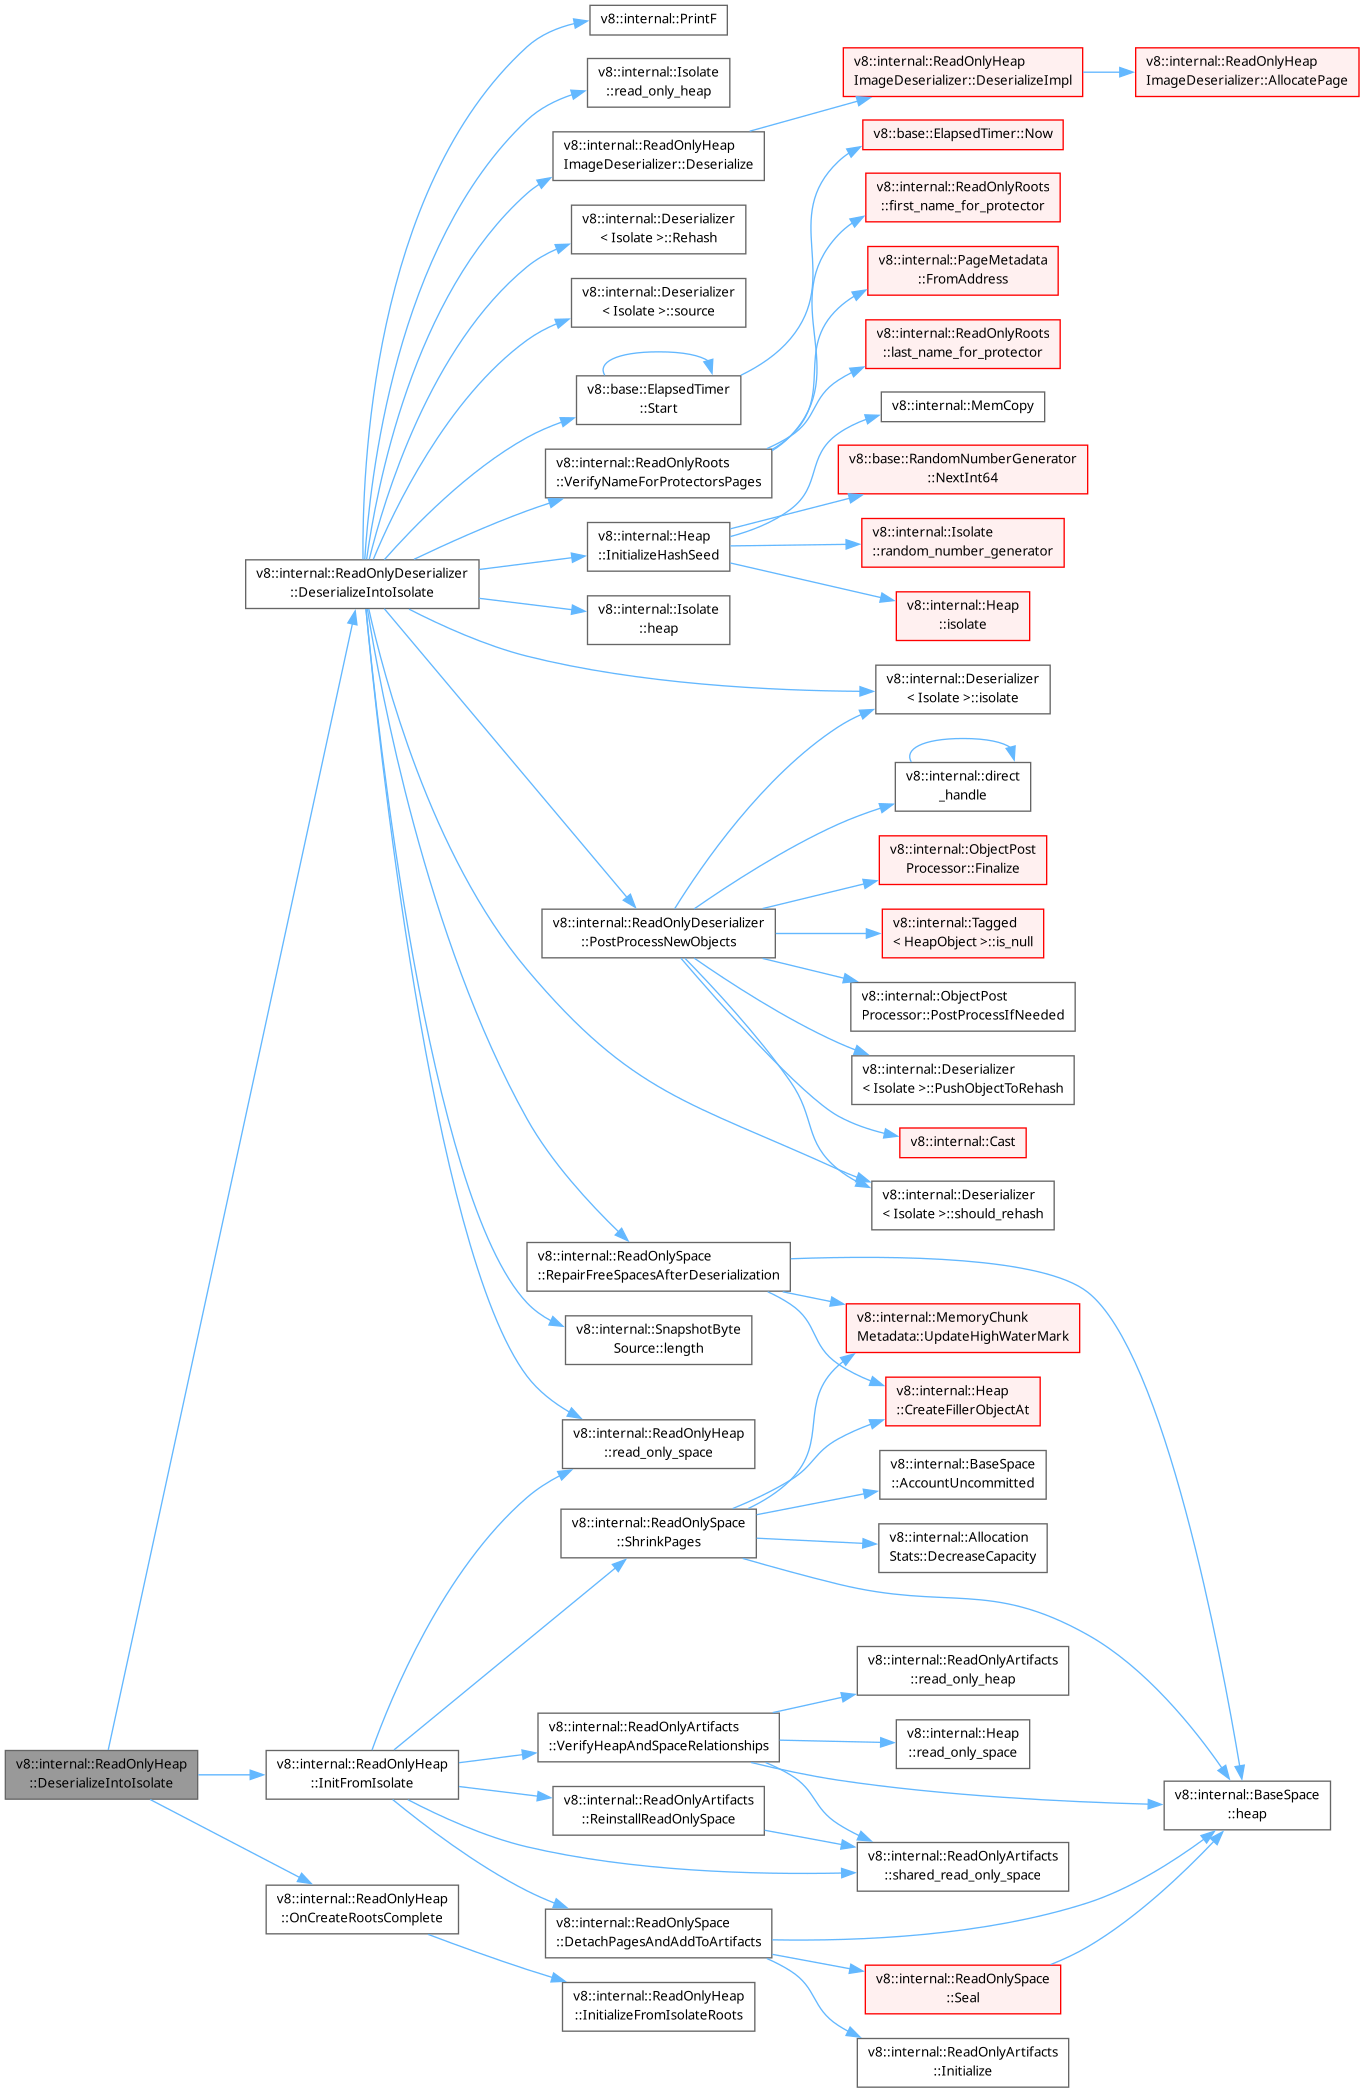 v8::internal::PrintF
v8::internal::Isolate
::read_only_heap
v8::internal::ReadOnlyHeap
ImageDeserializer::DeserializeImpl
v8::internal::ReadOnlyHeap
ImageDeserializer::AllocatePage
v8::base::ElapsedTimer::Now
v8::internal::ReadOnlyHeap
ImageDeserializer::Deserialize
v8::internal::ReadOnlyRoots
::first_name_for_protector
v8::internal::Deserializer
< Isolate >::Rehash
v8::internal::PageMetadata
::FromAddress
v8::internal::Deserializer
< Isolate >::source
v8::internal::ReadOnlyRoots
::last_name_for_protector
v8::base::ElapsedTimer
::Start
v8::internal::MemCopy
v8::internal::ReadOnlyRoots
::VerifyNameForProtectorsPages
v8::base::RandomNumberGenerator
::NextInt64
v8::internal::Heap
::InitializeHashSeed
v8::internal::Isolate
::random_number_generator
v8::internal::ReadOnlyDeserializer
::DeserializeIntoIsolate
v8::internal::Isolate
::heap
v8::internal::Heap
::isolate
v8::internal::Deserializer
< Isolate >::isolate
v8::internal::direct
_handle
v8::internal::ObjectPost
Processor::Finalize
v8::internal::ReadOnlyDeserializer
::PostProcessNewObjects
v8::internal::Tagged
< HeapObject >::is_null
v8::internal::ObjectPost
Processor::PostProcessIfNeeded
v8::internal::Deserializer
< Isolate >::PushObjectToRehash
v8::internal::Cast
v8::internal::Deserializer
< Isolate >::should_rehash
v8::internal::ReadOnlySpace
::RepairFreeSpacesAfterDeserialization
v8::internal::MemoryChunk
Metadata::UpdateHighWaterMark
v8::internal::SnapshotByte
Source::length
v8::internal::Heap
::CreateFillerObjectAt
v8::internal::ReadOnlyHeap
::read_only_space
v8::internal::BaseSpace
::AccountUncommitted
v8::internal::ReadOnlySpace
::ShrinkPages
v8::internal::Allocation
Stats::DecreaseCapacity
v8::internal::ReadOnlyArtifacts
::read_only_heap
v8::internal::ReadOnlyArtifacts
::VerifyHeapAndSpaceRelationships
v8::internal::Heap
::read_only_space
v8::internal::ReadOnlyHeap
::DeserializeIntoIsolate
v8::internal::ReadOnlyHeap
::InitFromIsolate
v8::internal::ReadOnlyArtifacts
::ReinstallReadOnlySpace
v8::internal::BaseSpace
::heap
v8::internal::ReadOnlyArtifacts
::shared_read_only_space
v8::internal::ReadOnlyHeap
::OnCreateRootsComplete
v8::internal::ReadOnlySpace
::DetachPagesAndAddToArtifacts
v8::internal::ReadOnlySpace
::Seal
v8::internal::ReadOnlyHeap
::InitializeFromIsolateRoots
v8::internal::ReadOnlyArtifacts
::Initialize